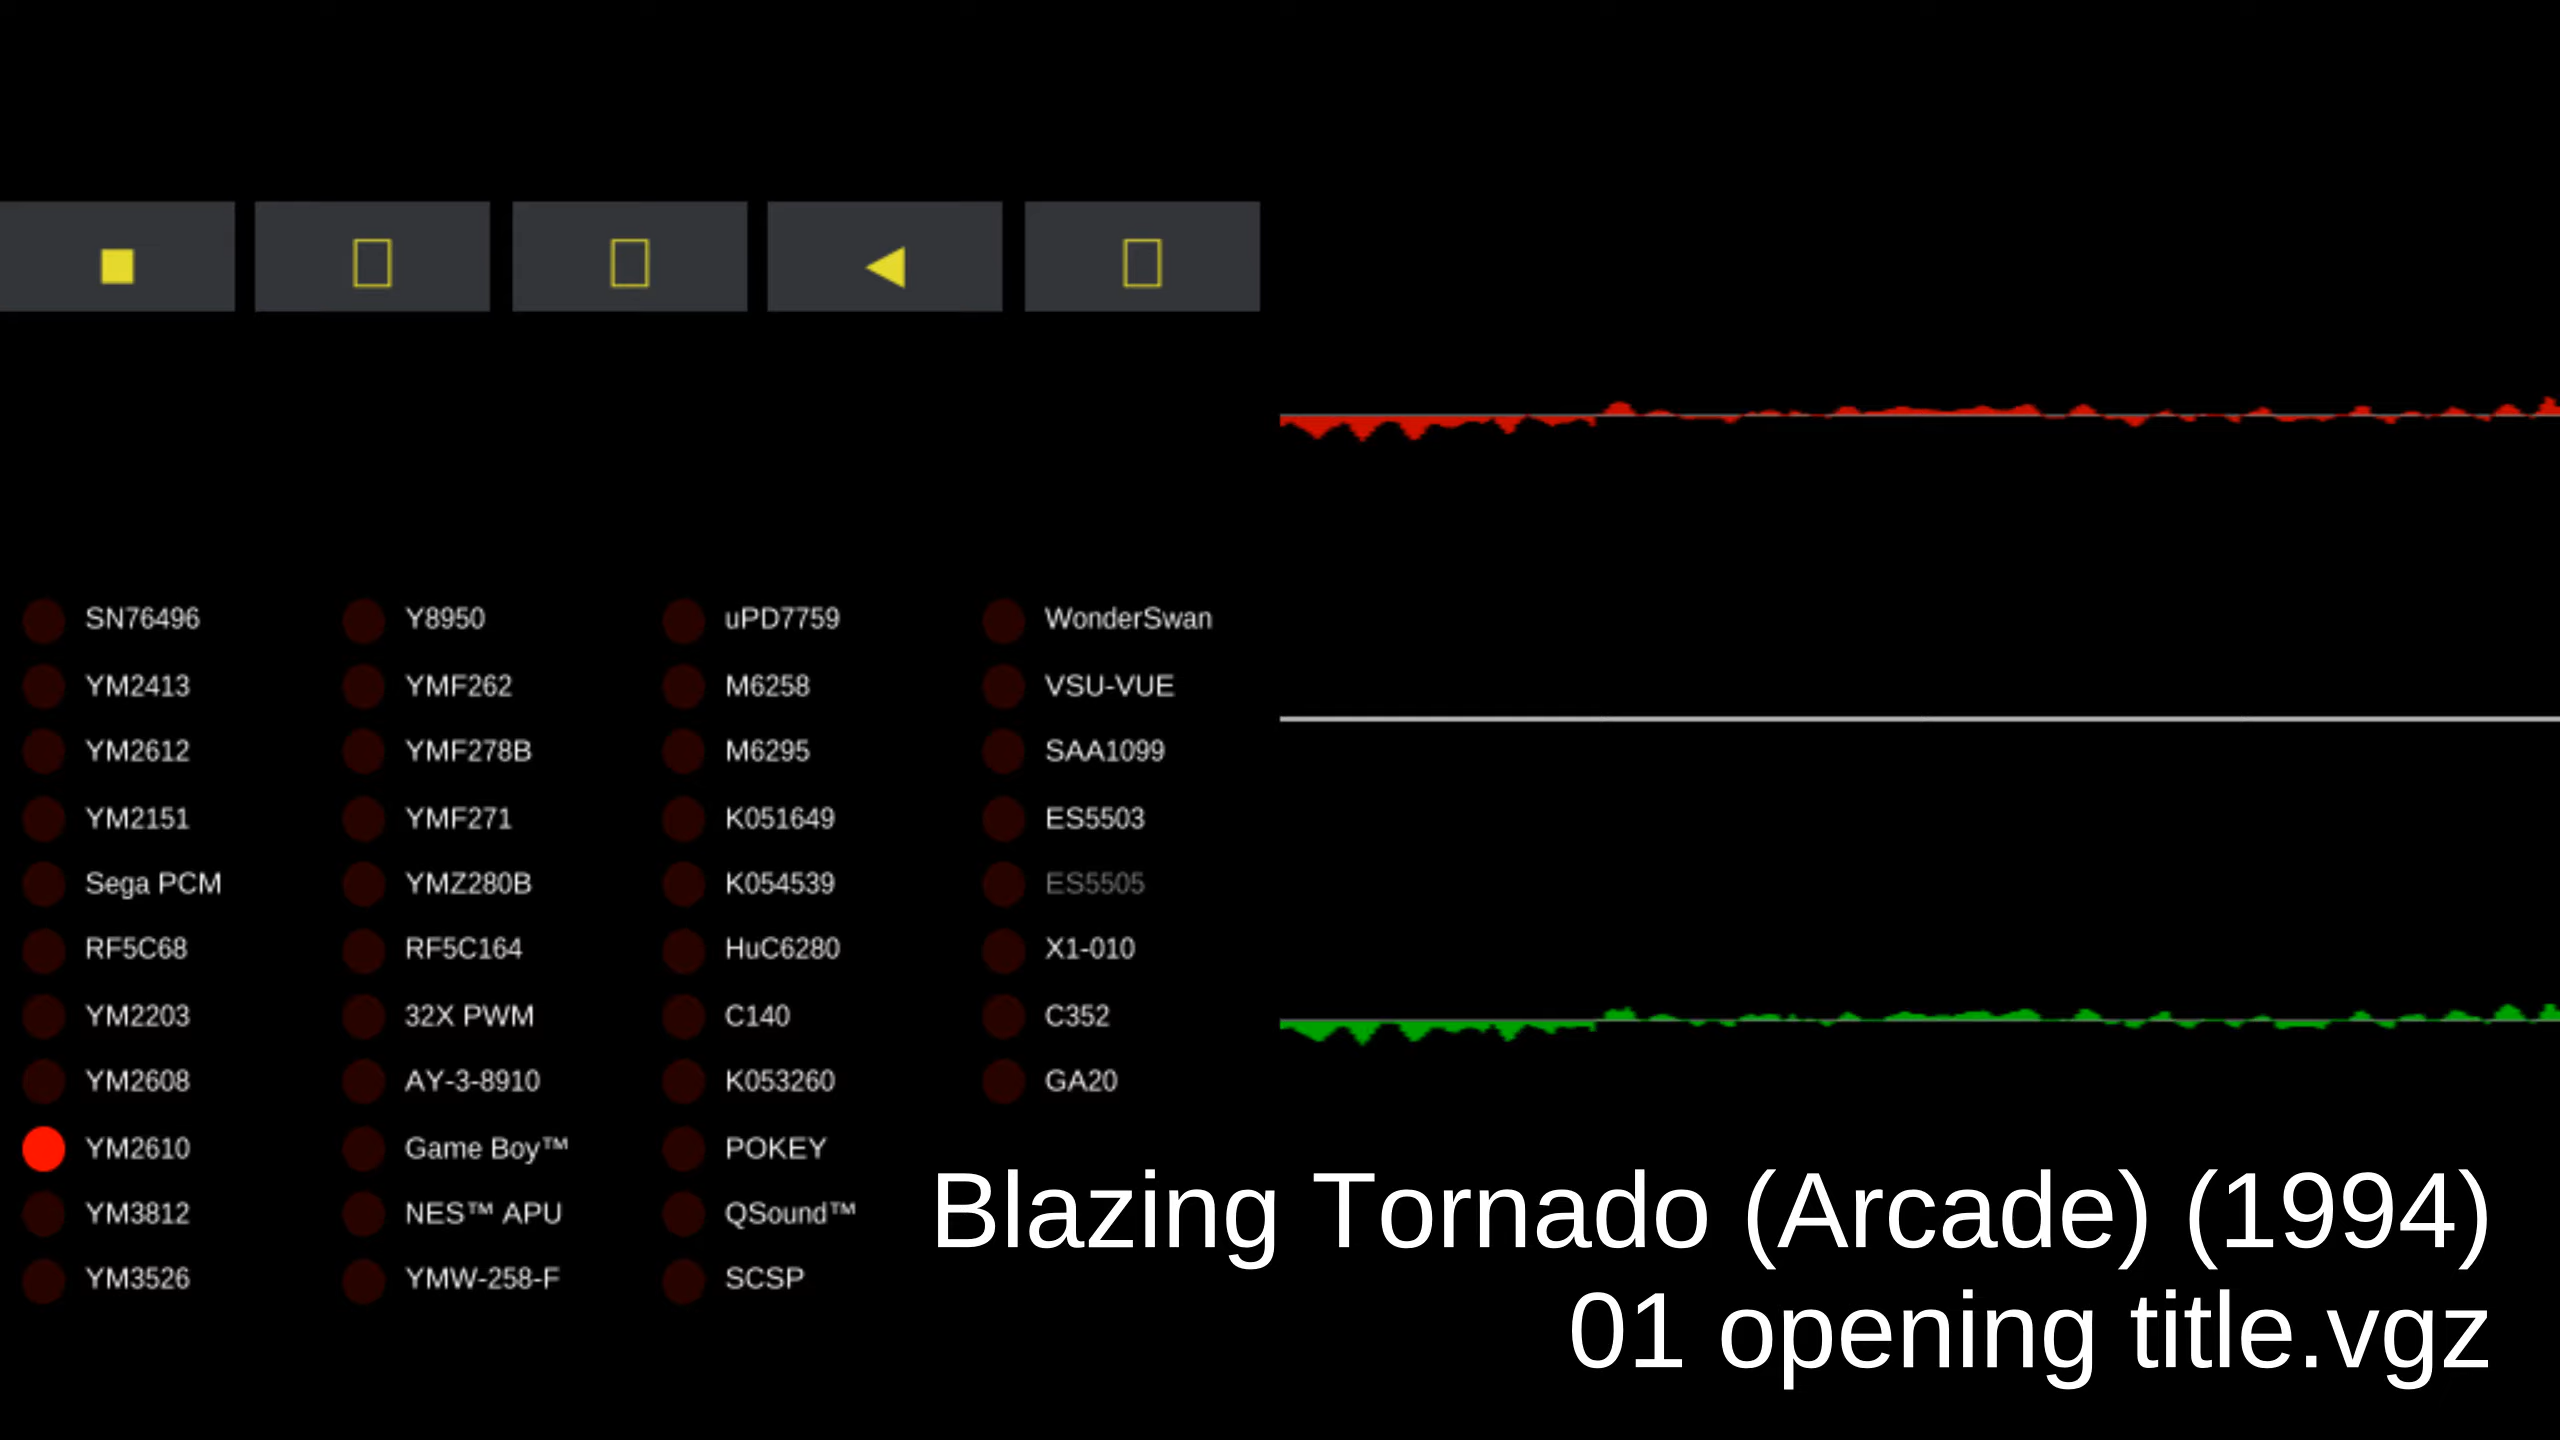 SN76496 Y8950 uPD7759 WonderSwan
YM2413 YMF262 M6258 VSU-VUE
YM2612 YMF278B M6295 SAA1099
YM2151 YMF271 K051649 ES5503
Sega PCM YMZ280B K054539 ES5505
RF5C68 RF5C164 HuC6280 X1-010
YM2203 32X PWM C140 C352
YM2608 AY-3-8910 K053260 GA20
YM2610 Game Boy™ POKEY
YM3812 NES™ APU QSound™
YM3526 YMW-258-F SCSP
Blazing Tornado (Arcade) (1994)
01 opening title.vgz